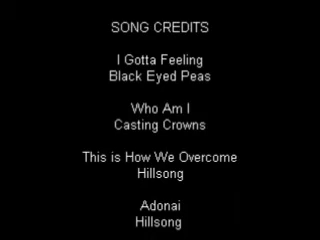 SONG CREDITS
I Gotta Feeling
Black Eyed Peas
Who Am I
Casting Crowns
This is How We Overcome
Hillsong
Adonai
Hillsong